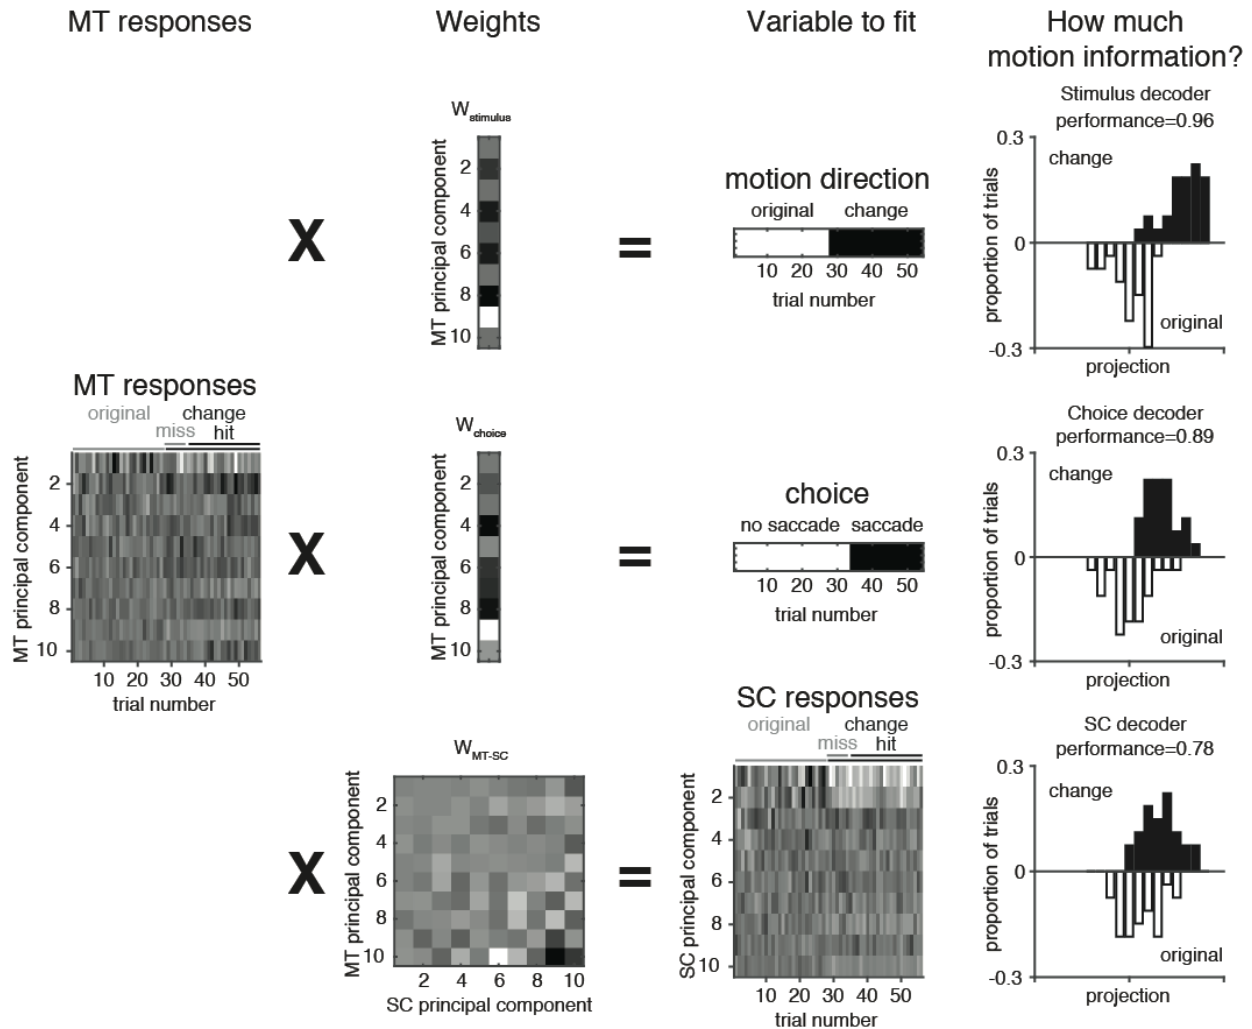 MT responses
Weights
Variable to fit
How much
motion information?
W stimulus
MT principal component
2
4
6
8
10
X
=
motion direction
original change
10 20 30 40 50
trial number
Stimulus decoder
performance=0.96
0.3
change
proportion of trials
0
original
-0.3
projection
MT responses
original change
miss hit
MT principal component
2
4
6
8
10
10 20 30 40 50
trial number
X
W choice
MT principal component
2
4
6
8
10
=
choice
no saccade saccade
10 20 30 40 50
trial number
Choice decoder
performance=0.89
0.3
change
proportion of trials
0
original
-0.3
projection
X
W MT-SC
MT principal component
2
4
6
8
10
2 4 6 8 10
SC principal component
=
SC responses
original change
miss hit
SC principal component
2
4
6
8
10
10 20 30 40 50
trial number
SC decoder
performance=0.78
0.3
change
proportion of trials
0
original
-0.3
projection